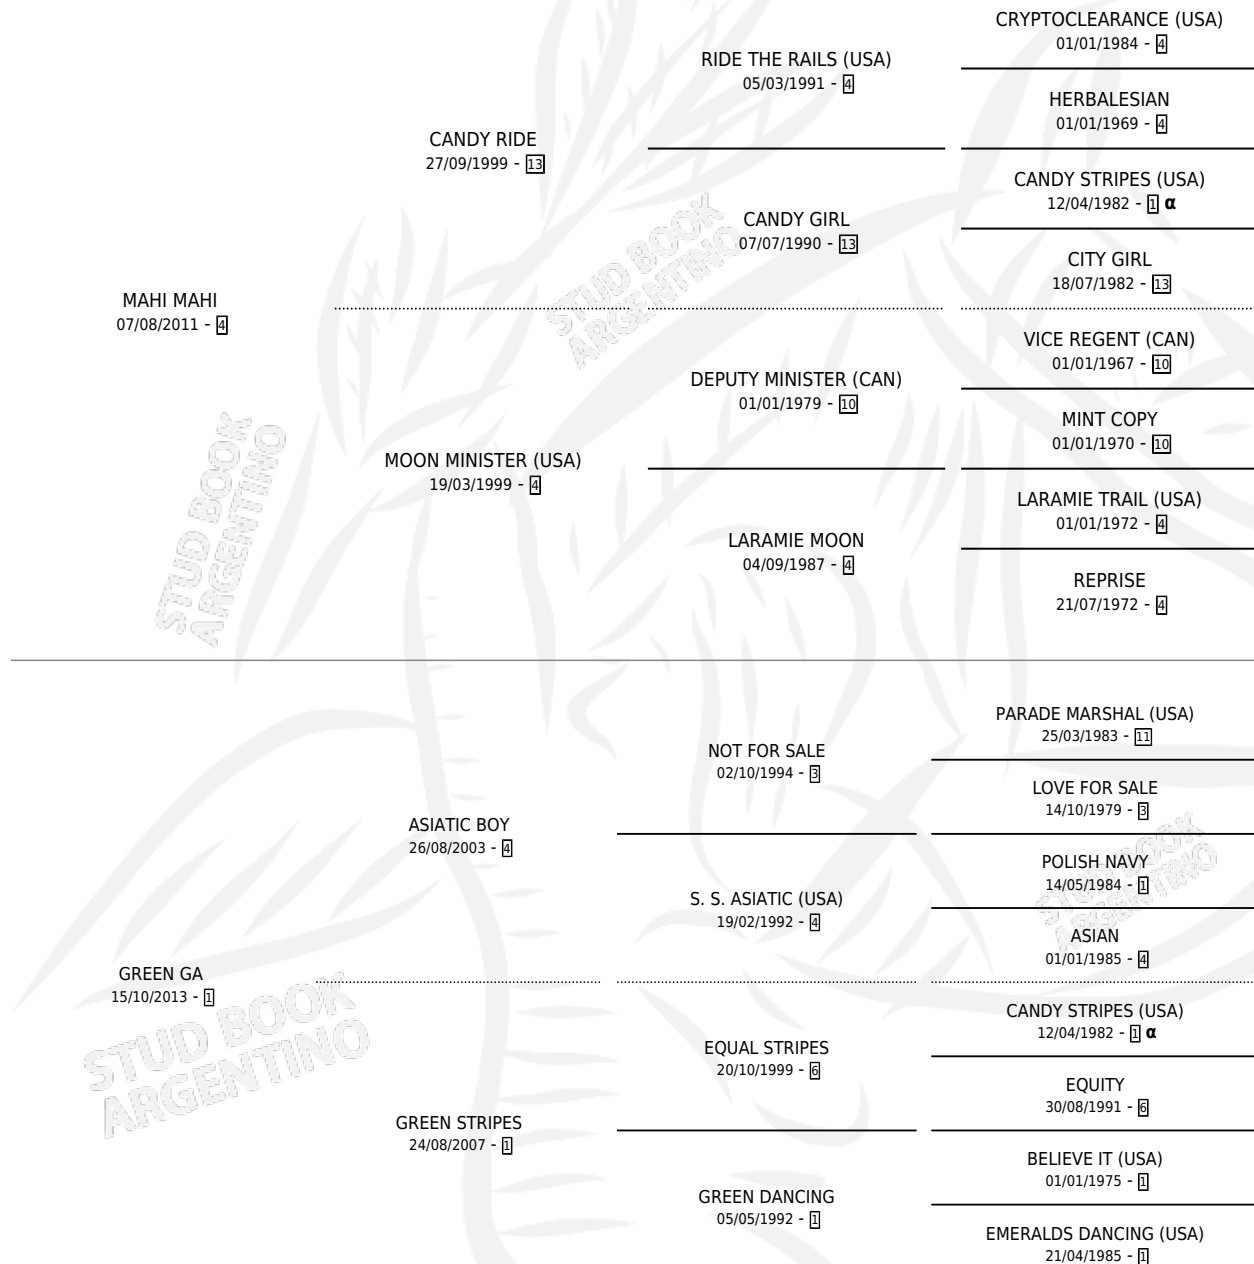 CRYPTOCLEARANCE (USA)
01/01/1984 - 4
RIDE THE RAILS (USA)
05/03/1991 - 4
HERBALESIAN
01/01/1969 - 4
CANDY RIDE
27/09/1999 - 13
CANDY STRIPES (USA)
12/04/1982 - 1 α
CANDY GIRL
07/07/1990 - 13
CITY GIRL
18/07/1982 - 13
MAHI MAHI
07/08/2011 - 4
VICE REGENT (CAN)
01/01/1967 - 10
DEPUTY MINISTER (CAN)
01/01/1979 - 10
MINT COPY
01/01/1970 - 10
MOON MINISTER (USA)
19/03/1999 - 4
LARAMIE TRAIL (USA)
01/01/1972 - 4
LARAMIE MOON
04/09/1987 - 4
REPRISE
21/07/1972 - 4
STUD BOOK
ARGENTINO
STUD BOOK
ARGENTINO
PARADE MARSHAL (USA)
25/03/1983 - 11
NOT FOR SALE
02/10/1994 - 3
LOVE FOR SALE
14/10/1979 - 3
ASIATIC BOY
26/08/2003 - 4
POLISH NAVY
14/05/1984 - 1
S. S. ASIATIC (USA)
19/02/1992 - 4
ASIAN
01/01/1985 - 4
STUD BOOK
ARGENTINO
GREEN GA
15/10/2013 - 1
CANDY STRIPES (USA)
12/04/1982 - 1 α
EQUAL STRIPES
20/10/1999 - 6
EQUITY
30/08/1991 - 6
GREEN STRIPES
24/08/2007 - 1
BELIEVE IT (USA)
01/01/1975 - 1
GREEN DANCING
05/05/1992 - 1
EMERALDS DANCING (USA)
21/04/1985 - 1
STUD BOOK
ARGENTINO